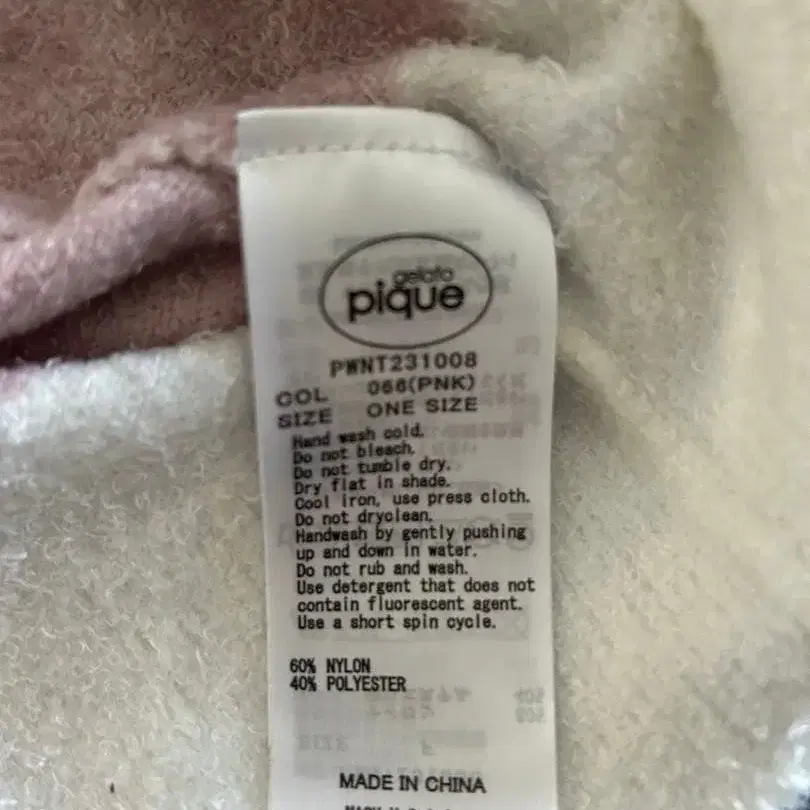 gelato
pique
PWNT231008
COL 066(PNK)
SIZE ONE SIZE
Hand wash cold.
Do not bleach.
Do not tumble dry.
Dry flat in shade.
Cool iron, use press cloth.
Do not dryclean.
Handwash by gently pushing
up and down in water.
Do not rub and wash.
Use detergent that does not
contain fluorescent agent.
Use a short spin cycle.
60% NYLON
40% POLYESTER
MADE IN CHINA